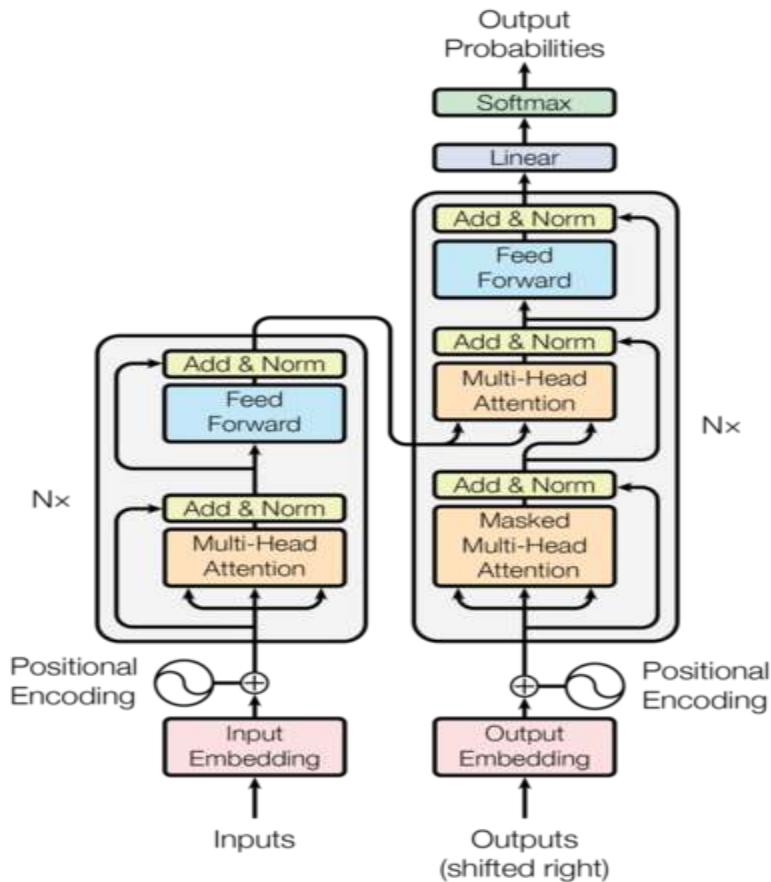 Output
Probabilities
Softmax
Linear
Add & Norm
Feed
Forward
Add & Norm
Multi-Head
Attention
Add & Norm
Masked
Multi-Head
Attention
Nx
Add & Norm
Feed
Forward
Add & Norm
Multi-Head
Attention
Nx
Positional
Encoding
Positional
Encoding
Input
Embedding
Output
Embedding
Inputs
Outputs
(shifted right)